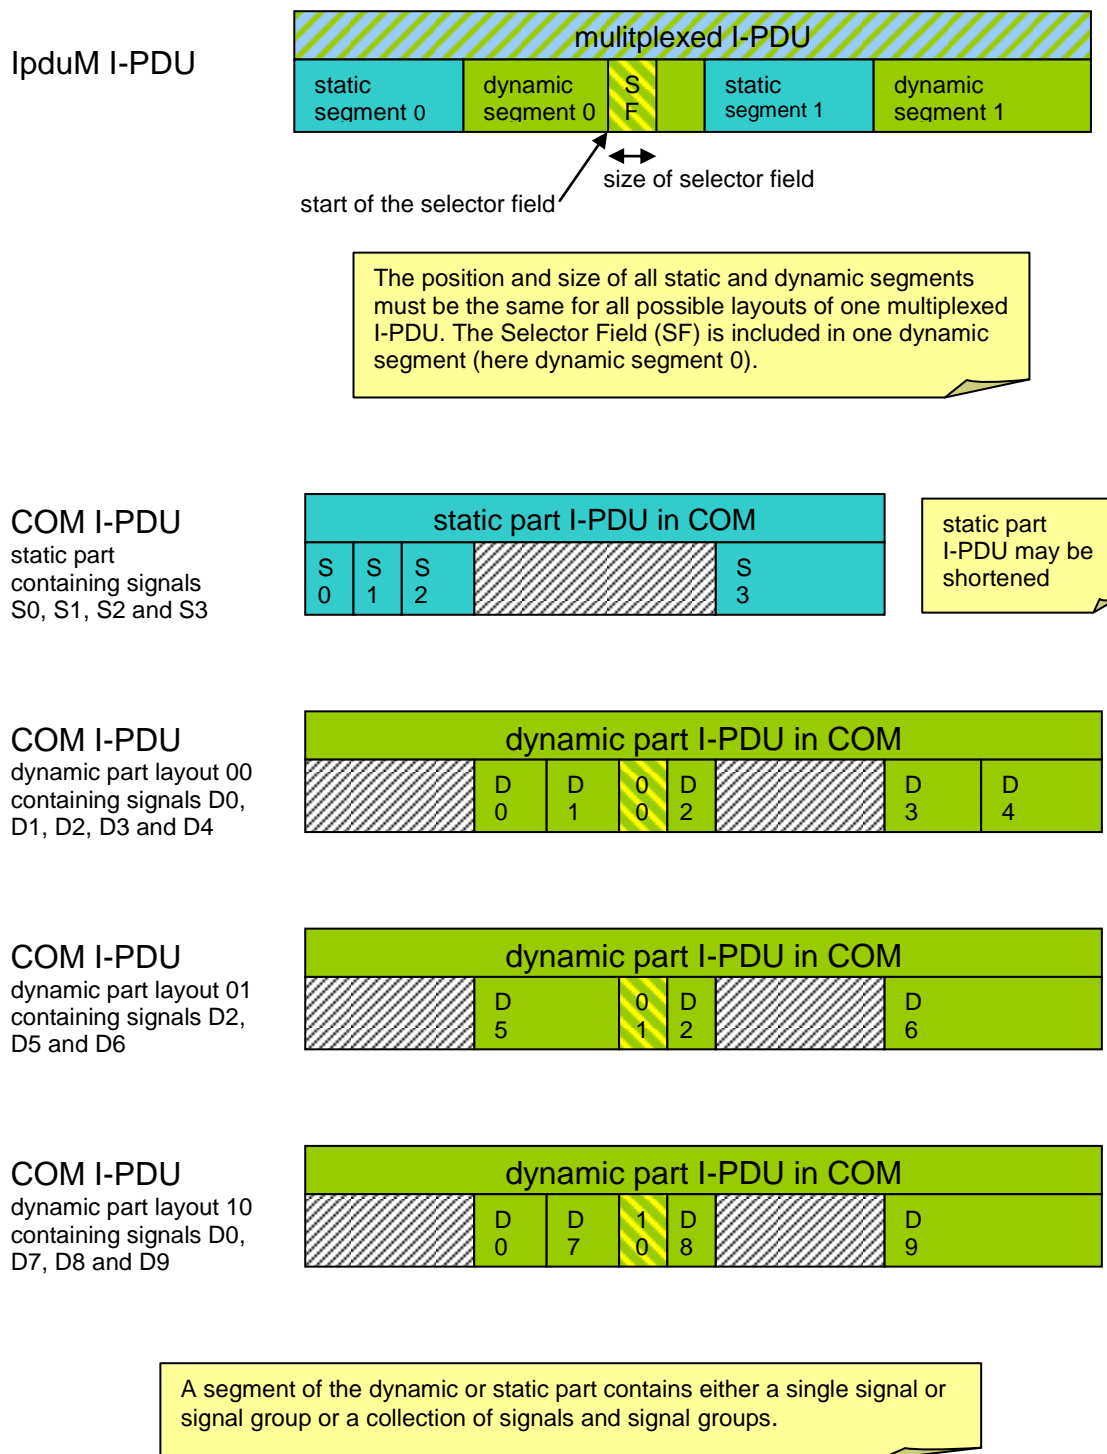 IpduM I-PDU
mulitplexed I-PDU
static
segment 0
dynamic
segment 0
S
F
static
segment 1
dynamic
segment 1
size of selector field
start of the selector field
The position and size of all static and dynamic segments
must be the same for all possible layouts of one multiplexed
I-PDU. The Selector Field (SF) is included in one dynamic
segment (here dynamic segment 0).
COM I-PDU
static part
containing signals
S0, S1, S2 and S3
static part I-PDU in COM
S
0
S
1
S
2
S
3
static part
I-PDU may be
shortened
COM I-PDU
dynamic part layout 00
containing signals D0,
D1, D2, D3 and D4
dynamic part I-PDU in COM
D
0
D
1
0
0
D
2
D
3
D
4
COM I-PDU
dynamic part layout 01
containing signals D2,
D5 and D6
dynamic part I-PDU in COM
D
5
0
1
D
2
D
6
COM I-PDU
dynamic part layout 10
containing signals D0,
D7, D8 and D9
dynamic part I-PDU in COM
D
0
D
7
1
0
D
8
D
9
A segment of the dynamic or static part contains either a single signal or
signal group or a collection of signals and signal groups.